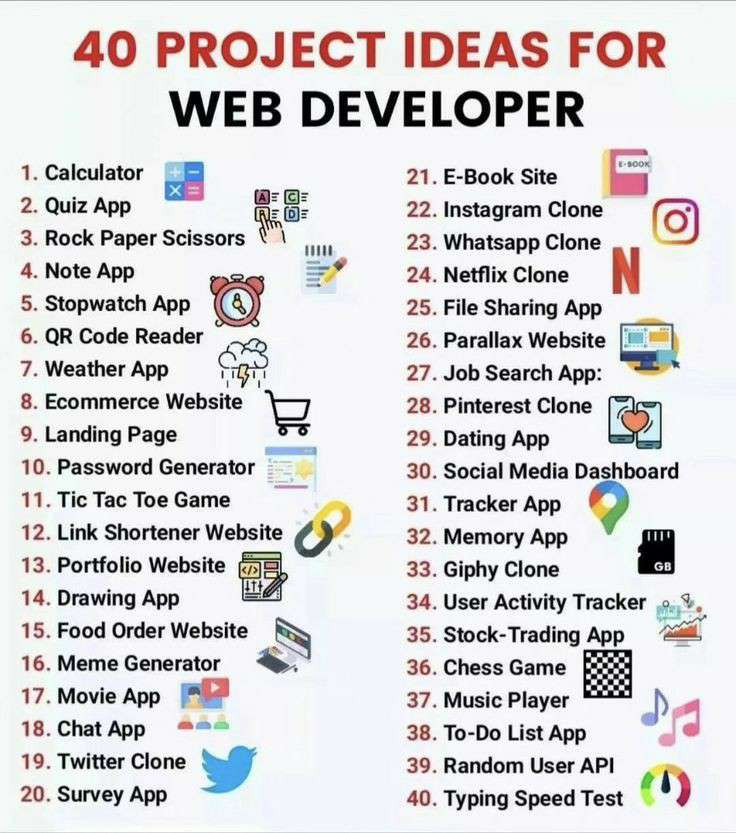 40 PROJECT IDEAS FOR
WEB DEVELOPER
1. Calculator
2. Quiz App
3. Rock Paper Scissors
4. Note App
5. Stopwatch App
6. QR Code Reader
7. Weather App
8. Ecommerce Website
9. Landing Page
10. Password Generator
11. Tic Tac Toe Game
12. Link Shortener Website
13. Portfolio Website
14. Drawing App
15. Food Order Website
16. Meme Generator
17. Movie App
18. Chat App
19. Twitter Clone
20. Survey App
A C
B D
21. E-Book Site
22. Instagram Clone
23. Whatsapp Clone
24. Netflix Clone
25. File Sharing App
26. Parallax Website
27. Job Search App:
28. Pinterest Clone
29. Dating App
30. Social Media Dashboard
31. Tracker App
32. Memory App
33. Giphy Clone
34. User Activity Tracker
35. Stock-Trading App
36. Chess Game
37. Music Player
38. To-Do List App
39. Random User API
40. Typing Speed Test
E-BOOK
N
GB